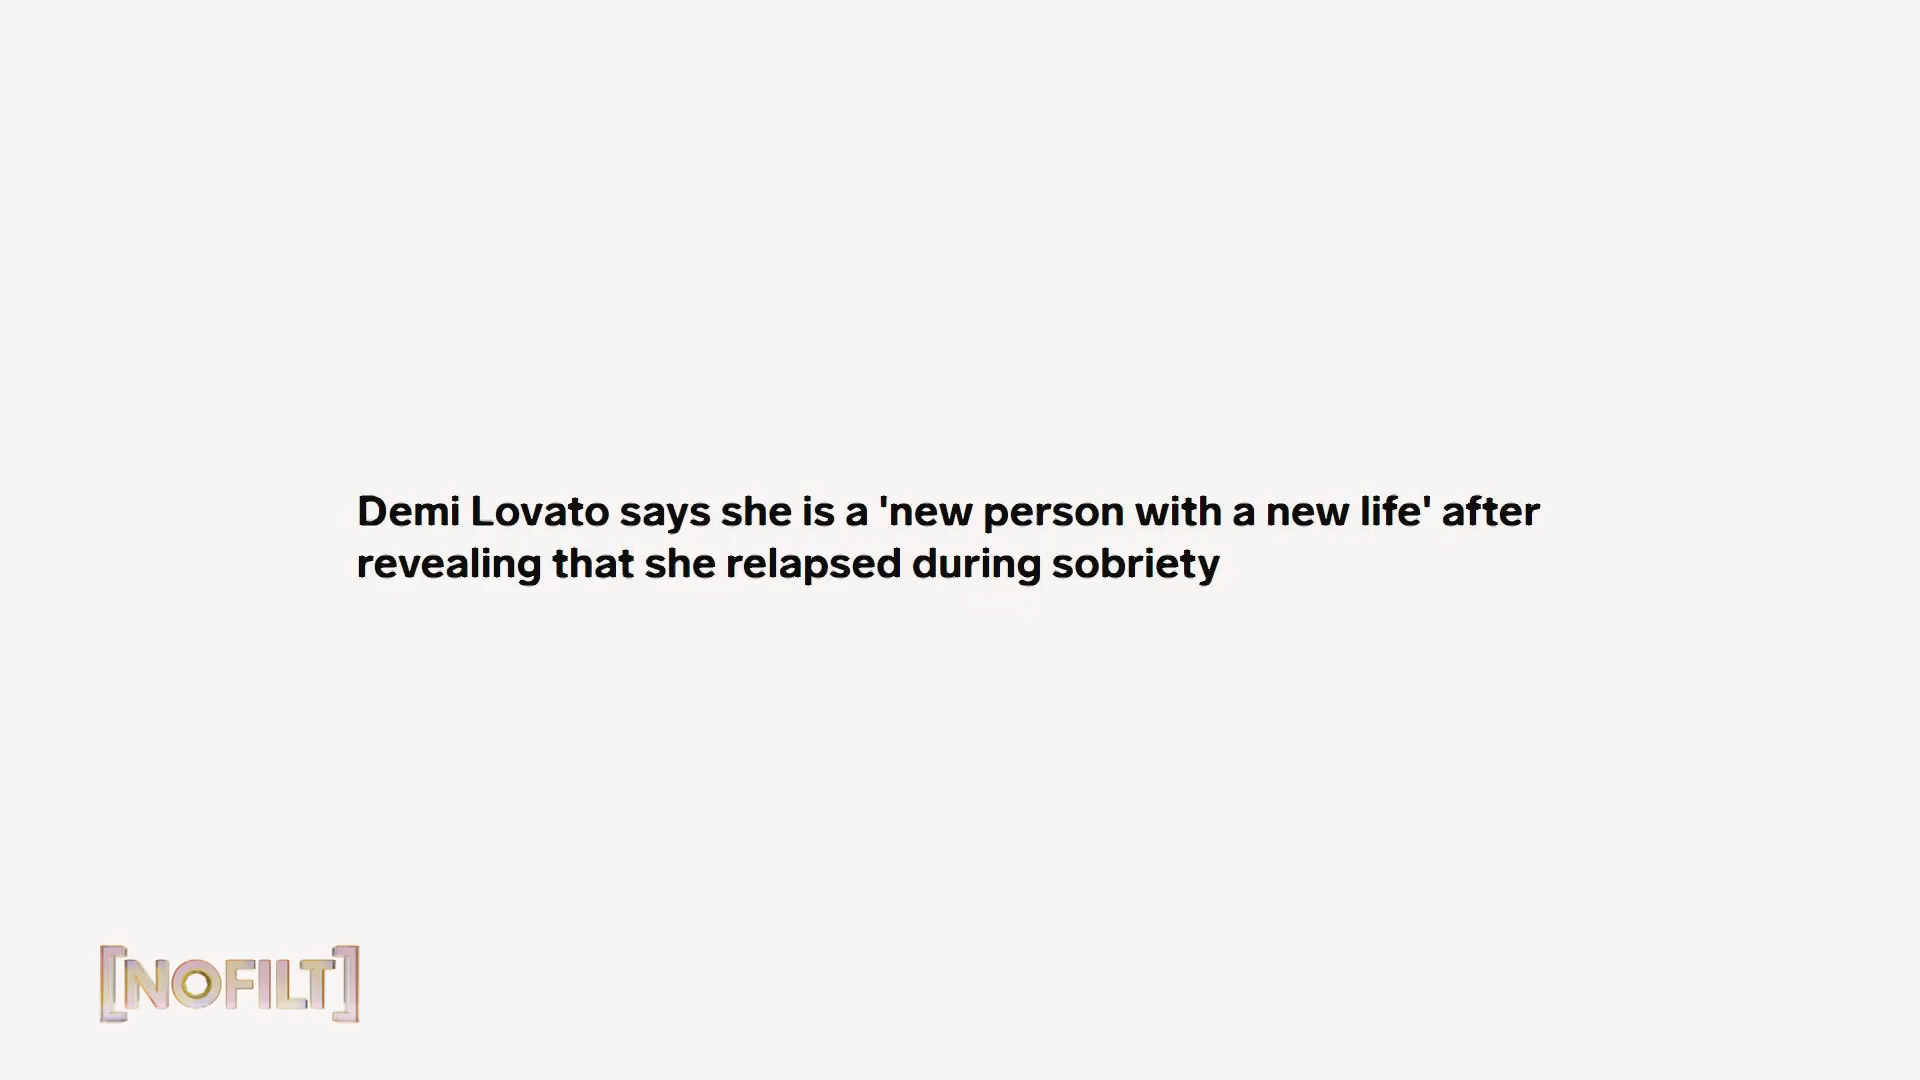 Demi Lovato says she is a 'new person with a new life' after
revealing that she relapsed during sobriety
[NOFILT]